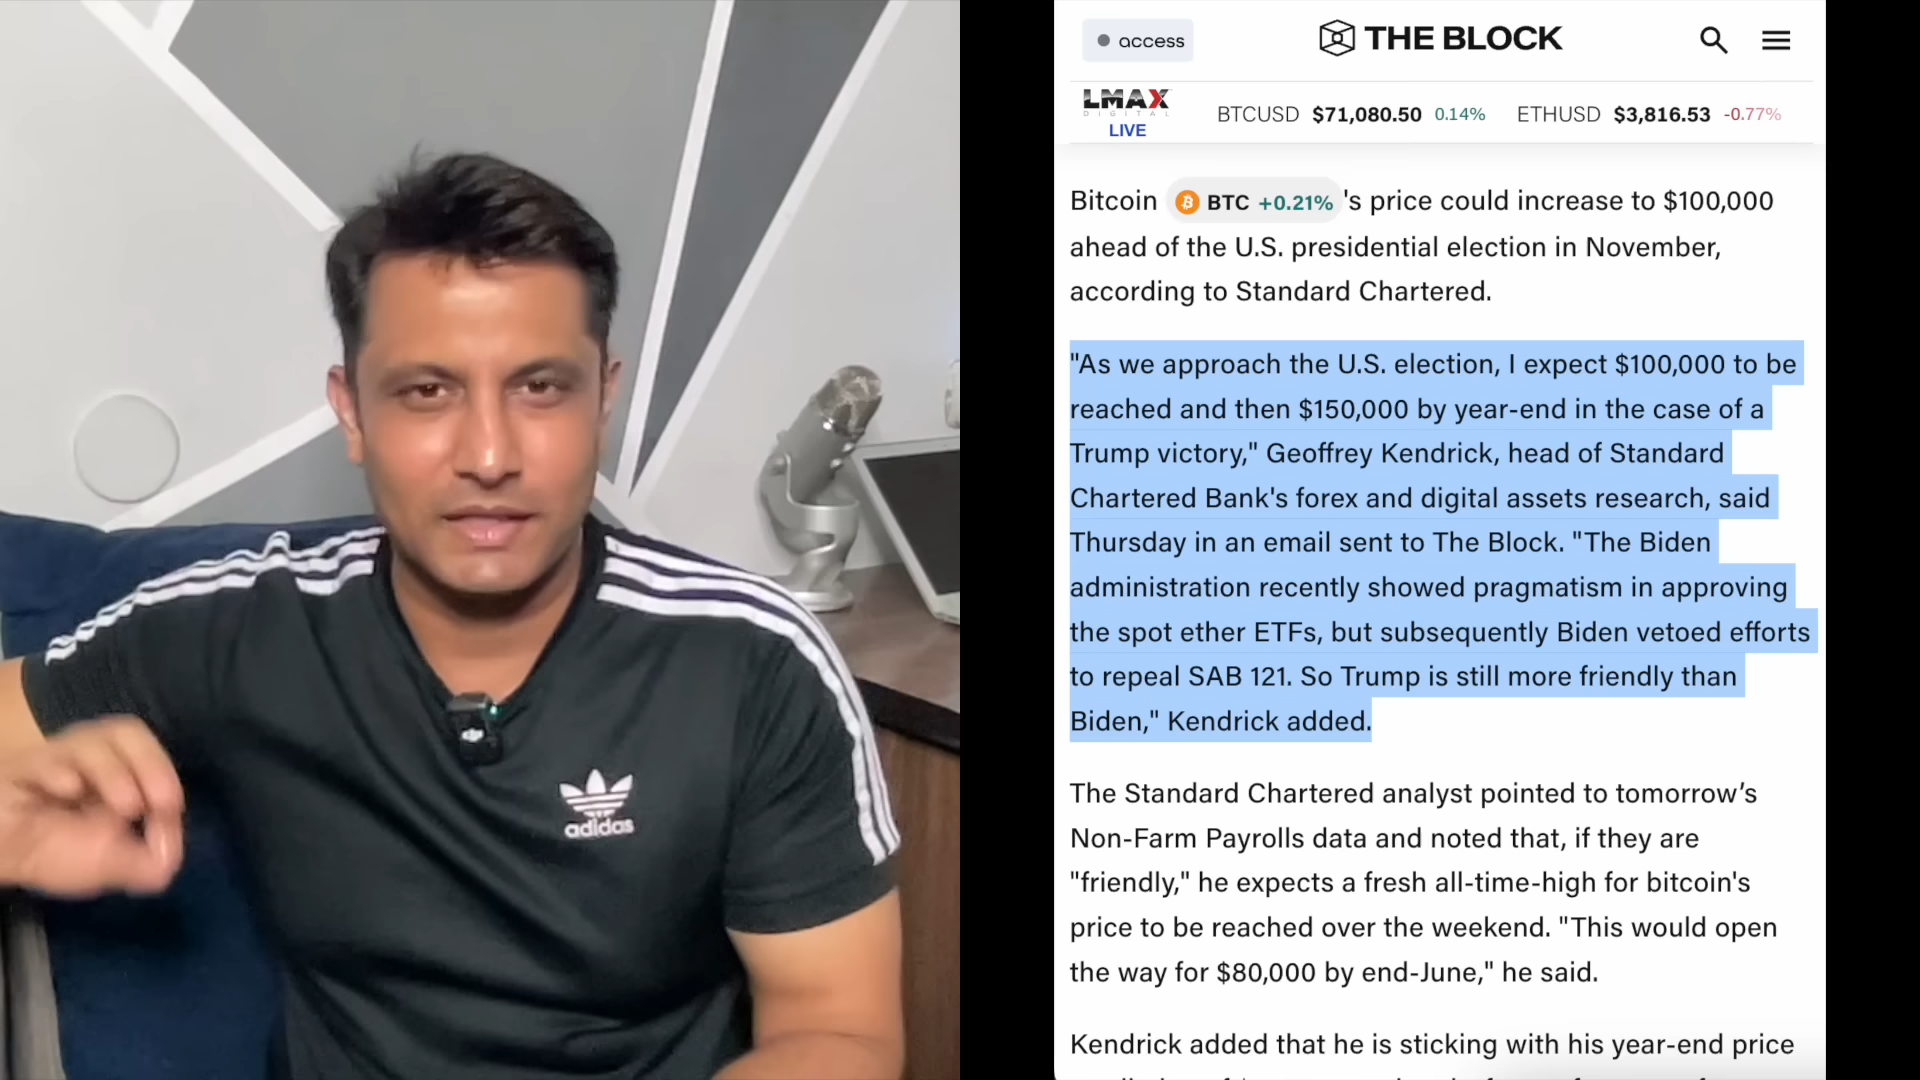 access
THE BLOCK
LMAX
DIGITAL
LIVE
BTCUSD $71,080.50 0.14% ETHUSD $3,816.53 -0.77%
Bitcoin BTC +0.21% 's price could increase to $100,000
ahead of the U.S. presidential election in November,
according to Standard Chartered.
"As we approach the U.S. election, I expect $100,000 to be
reached and then $150,000 by year-end in the case of a
Trump victory," Geoffrey Kendrick, head of Standard
Chartered Bank's forex and digital assets research, said
Thursday in an email sent to The Block. "The Biden
administration recently showed pragmatism in approving
the spot ether ETFs, but subsequently Biden vetoed efforts
to repeal SAB 121. So Trump is still more friendly than
Biden," Kendrick added.
The Standard Chartered analyst pointed to tomorrow’s
Non-Farm Payrolls data and noted that, if they are
"friendly," he expects a fresh all-time-high for bitcoin's
price to be reached over the weekend. "This would open
the way for $80,000 by end-June," he said.
Kendrick added that he is sticking with his year-end price
adidas